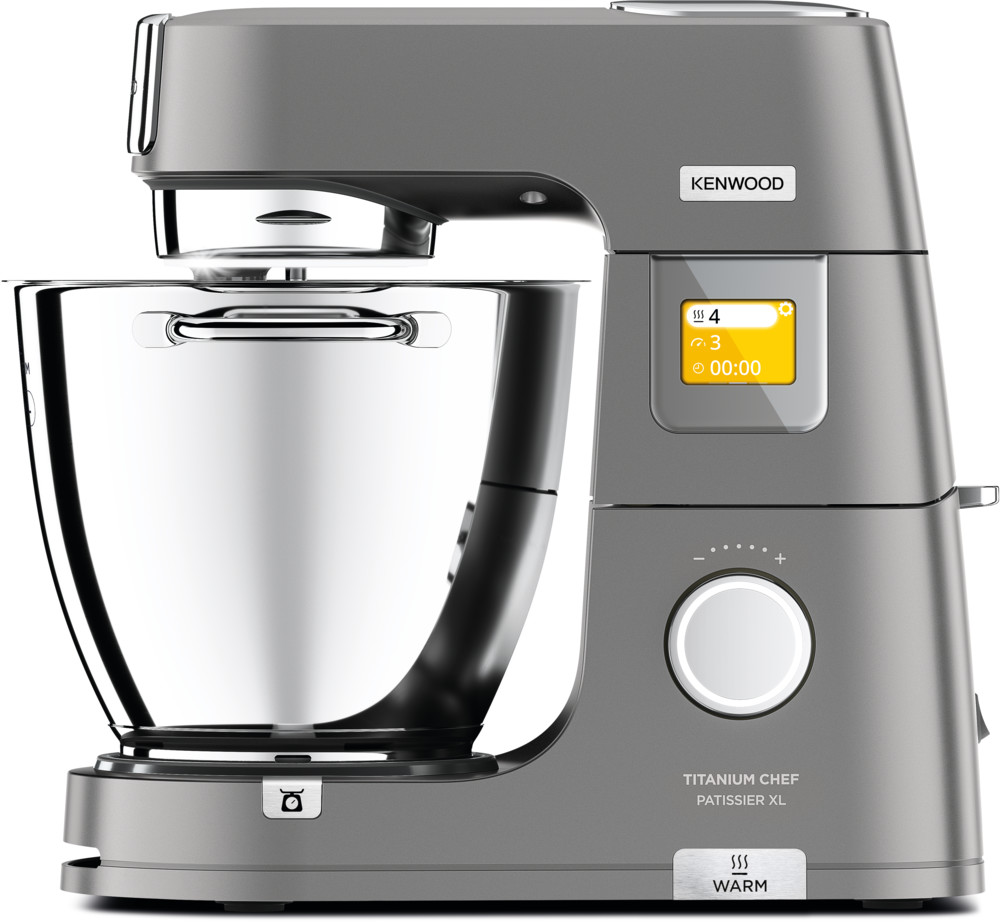 KENWOOD
4
3
00:00
− +
TITANIUM CHEF
PATISSIER XL
WARM